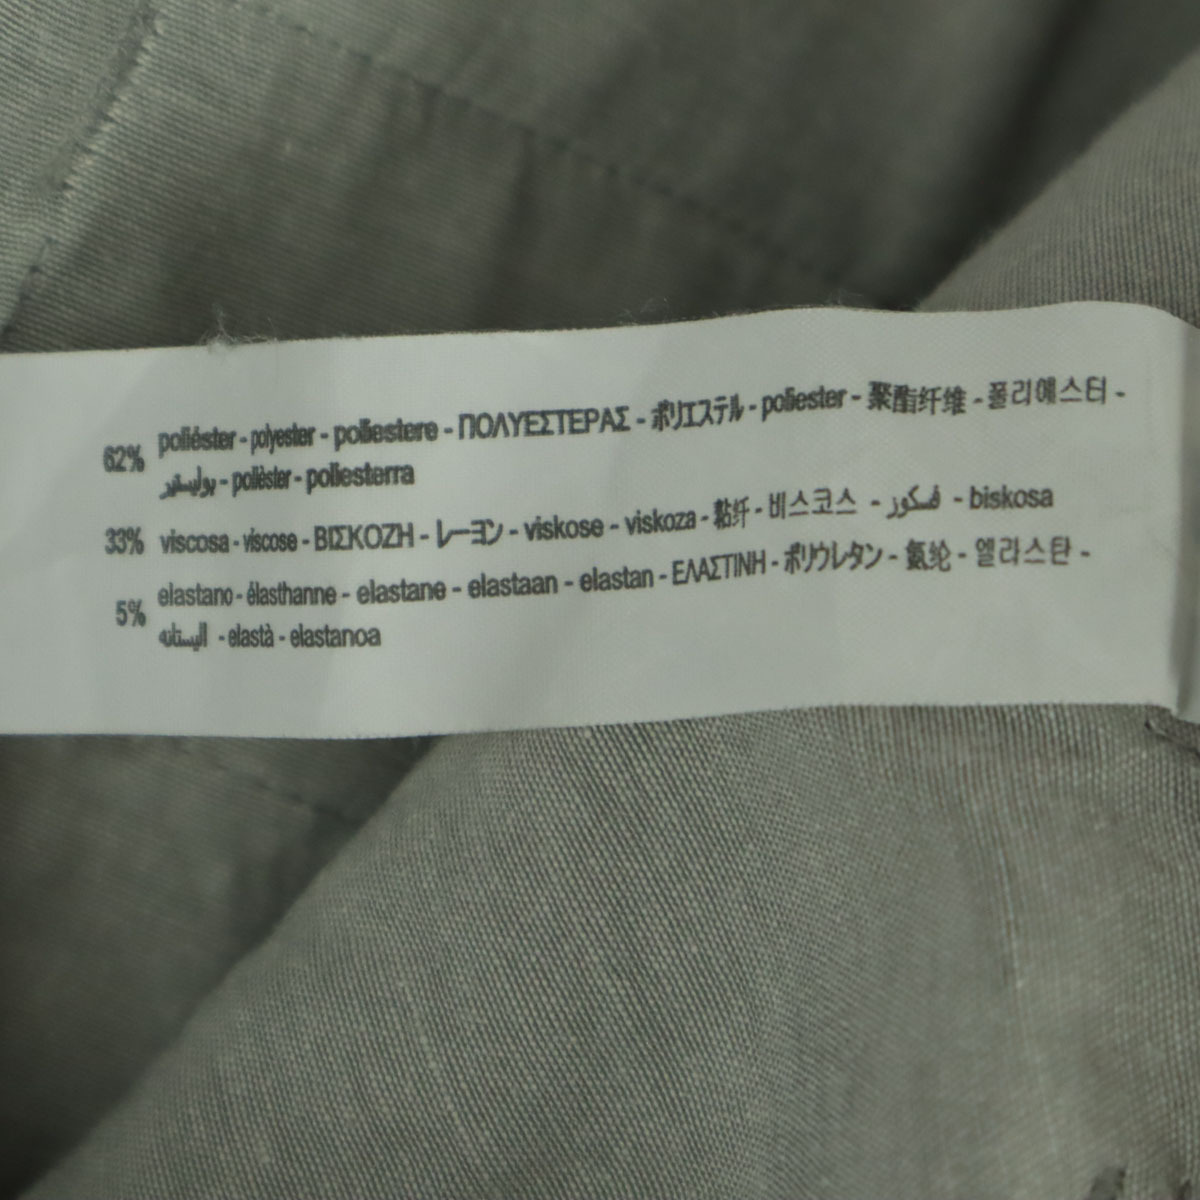 62% poliéster - polyester - poliestere - ΠΟΛΥΕΣΤΕΡΑΣ - ポリエステル - poliester - 聚酯纤维 - 폴리에스터 -
بوليستير - polièster - poliesterra
33% viscosa - viscose - ΒΙΣΚΟΖΗ - レーヨン - viskose - viskoza - 粘纤 - 비스코스 - فسكوز - biskosa
5% elastano - élasthanne - elastane - elastaan - elastan - ΕΛΑΣΤΙΝΗ - ポリウレタン - 氨纶 - 엘라스탄 -
اليستانه - elastà - elastanoa